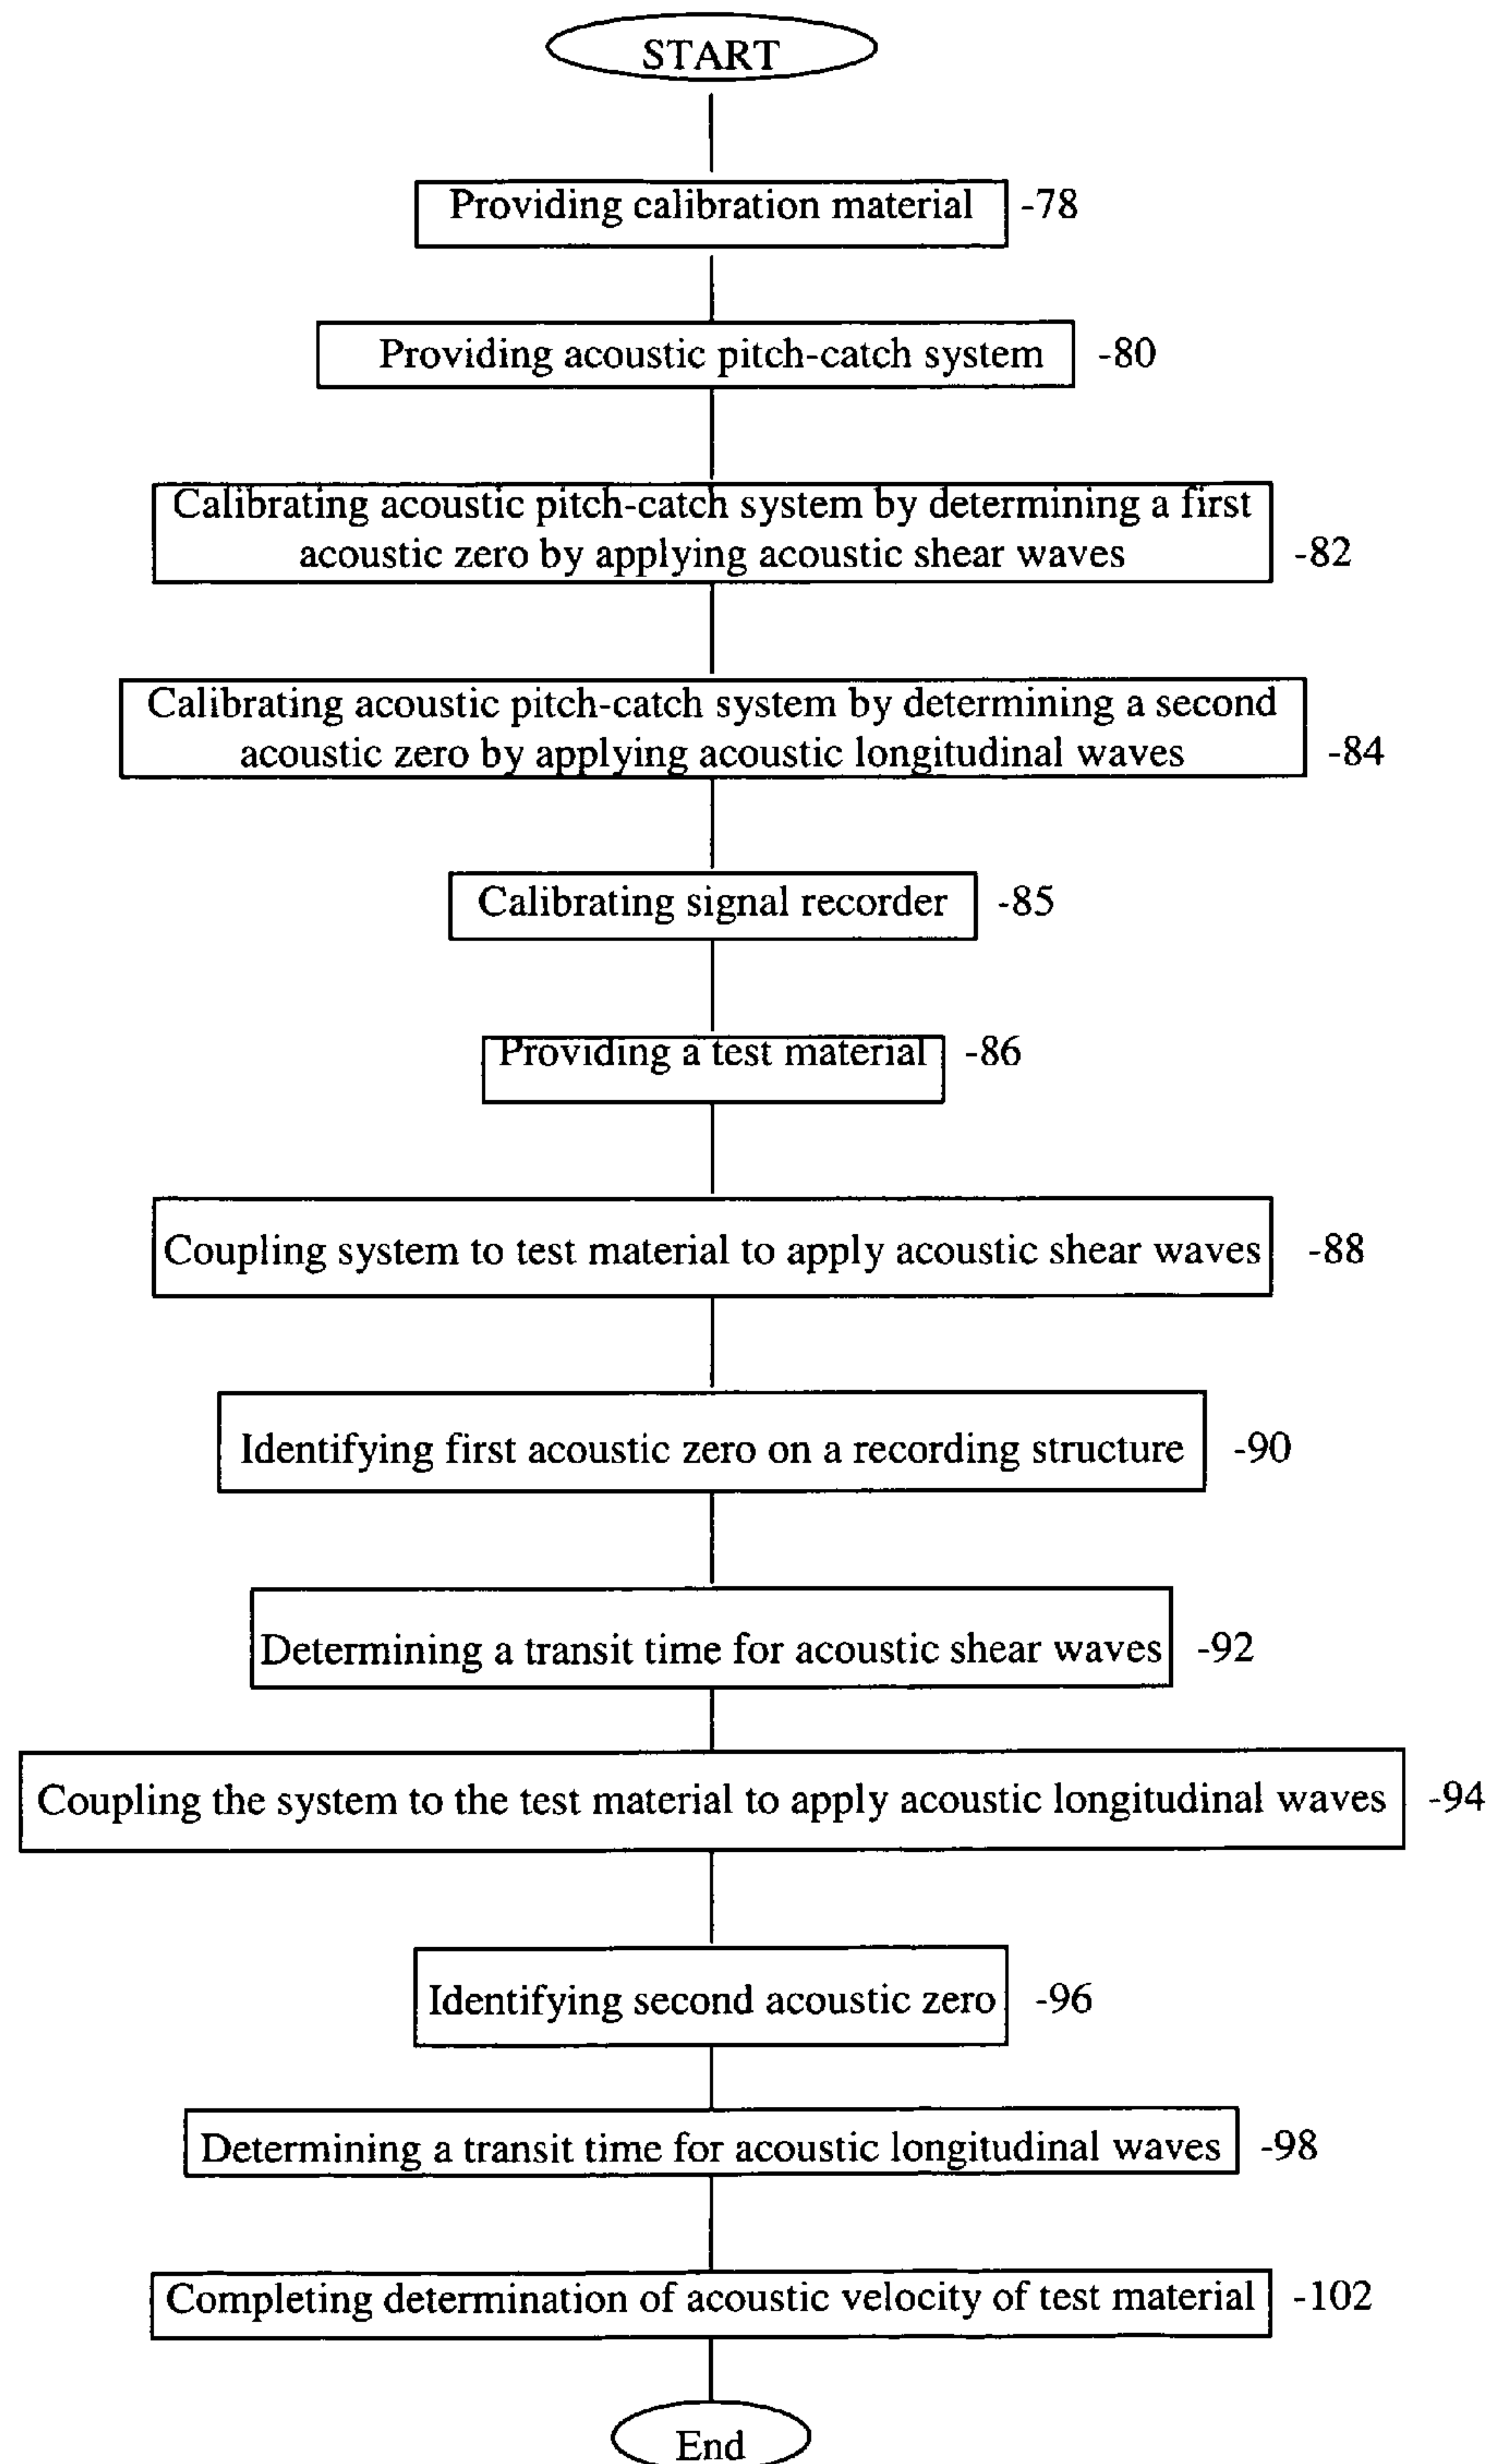 START
Providing calibration material -78
Providing acoustic pitch-catch system -80
Calibrating acoustic pitch-catch system by determining a first
acoustic zero by applying acoustic shear waves -82
Calibrating acoustic pitch-catch system by determining a second
acoustic zero by applying acoustic longitudinal waves -84
Calibrating signal recorder -85
Providing a test material -86
Coupling system to test material to apply acoustic shear waves -88
Identifying first acoustic zero on a recording structure -90
Determining a transit time for acoustic shear waves -92
Coupling the system to the test material to apply acoustic longitudinal waves -94
Identifying second acoustic zero -96
Determining a transit time for acoustic longitudinal waves -98
Completing determination of acoustic velocity of test material -102
End